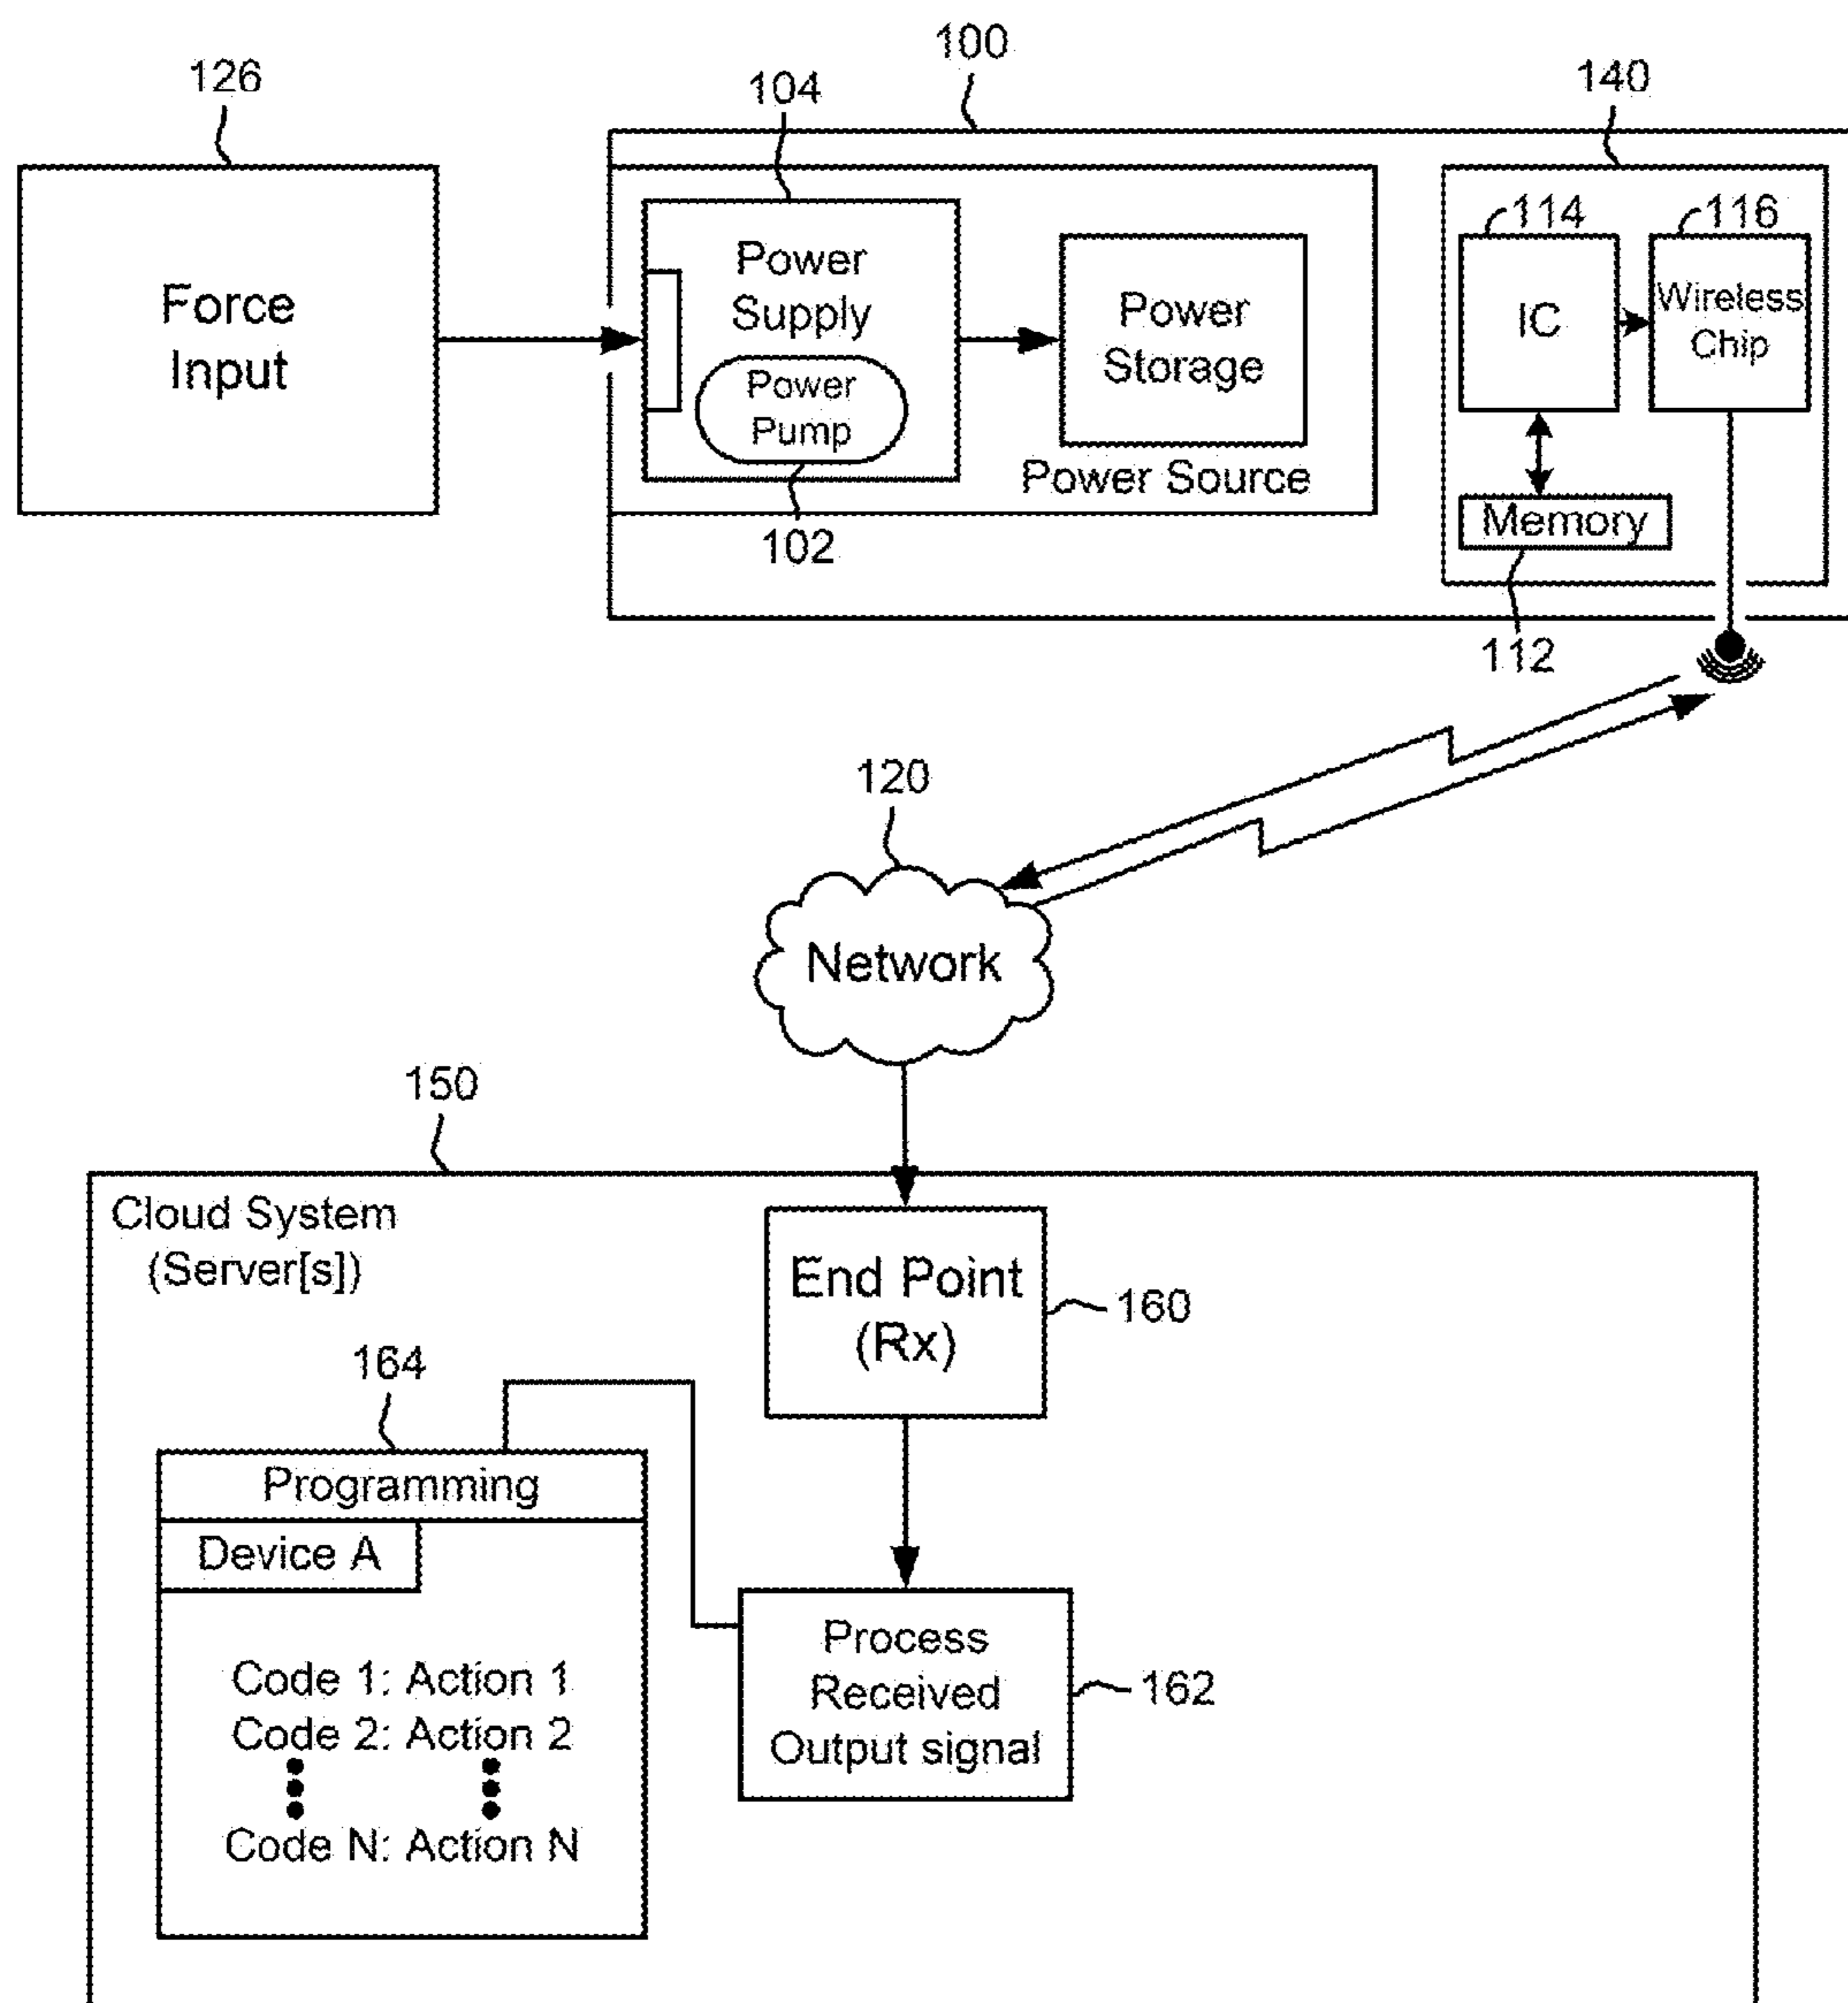 100
126
104
140
114
116
Force
Input
Power
Supply
Power
Pump
Power
Storage
Power Source
IC
Wireless
Chip
Memory
102
112
120
Network
150
Cloud System
(Server[s])
End Point
(Rx)
160
164
Programming
Device A
Code 1: Action 1
Code 2: Action 2
Code N: Action N
Process
Received
Output signal
162